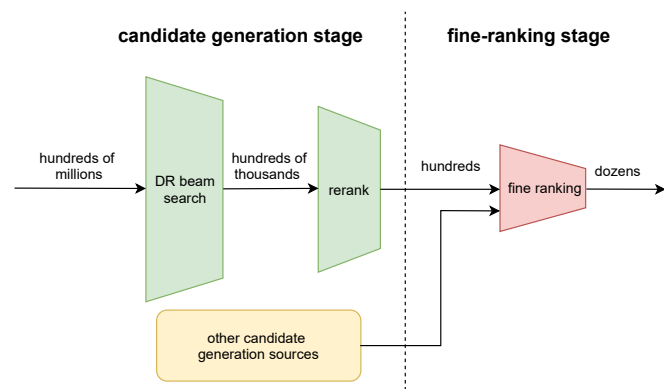 candidate generation stage
fine-ranking stage
hundreds of
millions
DR beam
search
hundreds of
thousands
rerank
hundreds
fine ranking
dozens
other candidate
generation sources